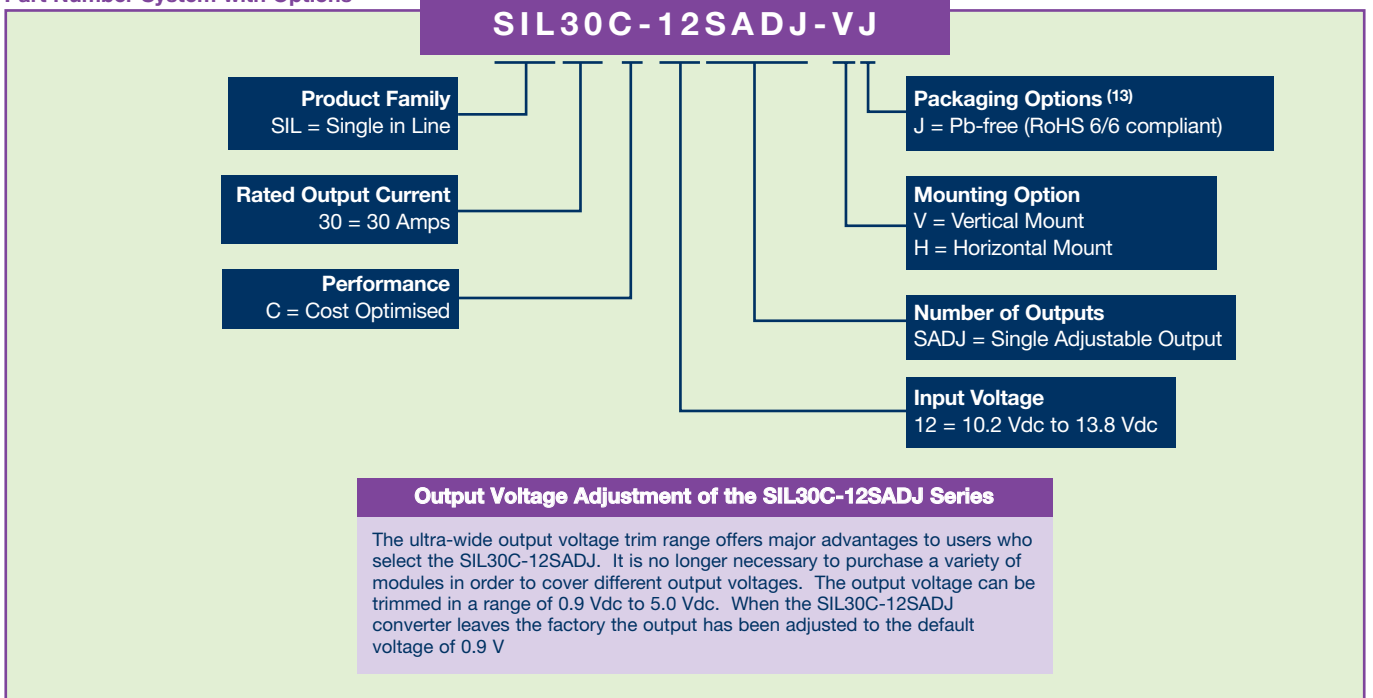 Part Number System with Options
SIL30C-12SADJ-VJ
Product Family
SIL = Single in Line
Rated Output Current
30 = 30 Amps
Performance
C = Cost Optimised
Packaging Options (13)
J = Pb-free (RoHS 6/6 compliant)
Mounting Option
V = Vertical Mount
H = Horizontal Mount
Number of Outputs
SADJ = Single Adjustable Output
Input Voltage
12 = 10.2 Vdc to 13.8 Vdc
Output Voltage Adjustment of the SIL30C-12SADJ Series
The ultra-wide output voltage trim range offers major advantages to users who
select the SIL30C-12SADJ. It is no longer necessary to purchase a variety of
modules in order to cover different output voltages. The output voltage can be
trimmed in a range of 0.9 Vdc to 5.0 Vdc. When the SIL30C-12SADJ
converter leaves the factory the output has been adjusted to the default
voltage of 0.9 V